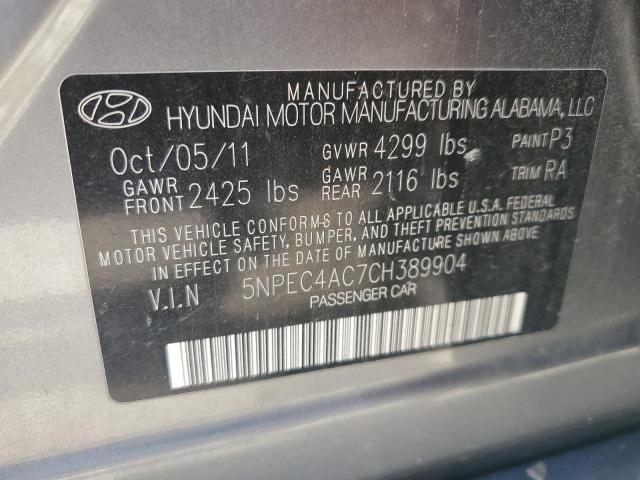 MANUFACTURED BY
HYUNDAI MOTOR MANUFACTURING ALABAMA, LLC
Oct/05/11 GVWR 4299 lbs PAINT P3
GAWR FRONT 2425 lbs GAWR REAR 2116 lbs TRIM RA
THIS VEHICLE CONFORMS TO ALL APPLICABLE U.S.A. FEDERAL
MOTOR VEHICLE SAFETY, BUMPER, AND THEFT PREVENTION STANDARDS
IN EFFECT ON THE DATE OF MANUFACTURE SHOWN ABOVE
V.I.N 5NPEC4AC7CH389904
PASSENGER CAR